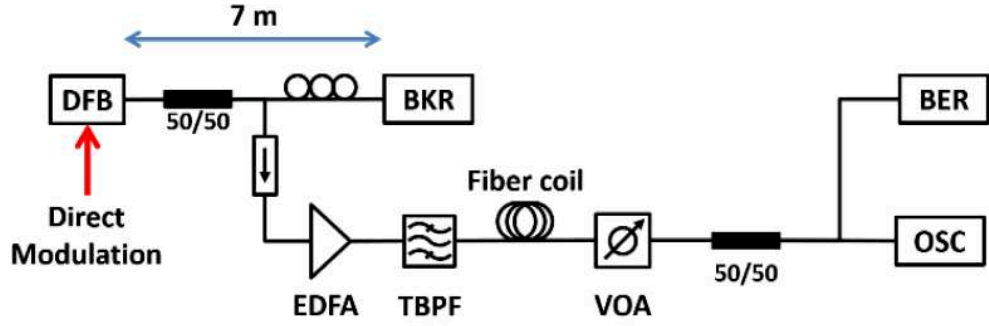 7 m
DFB
50/50
BKR
BER
Direct
Modulation
Fiber coil
EDFA
TBPF
VOA
50/50
OSC